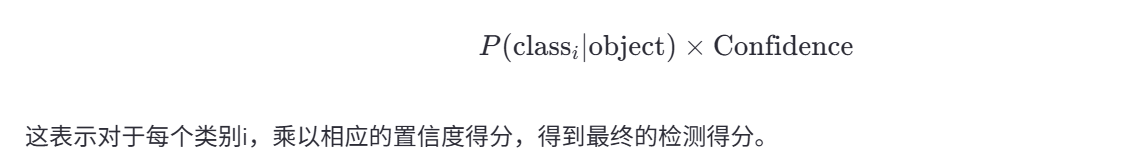 P(classᵢ|object) × Confidence
这表示对于每个类别i，乘以相应的置信度得分，得到最终的检测得分。